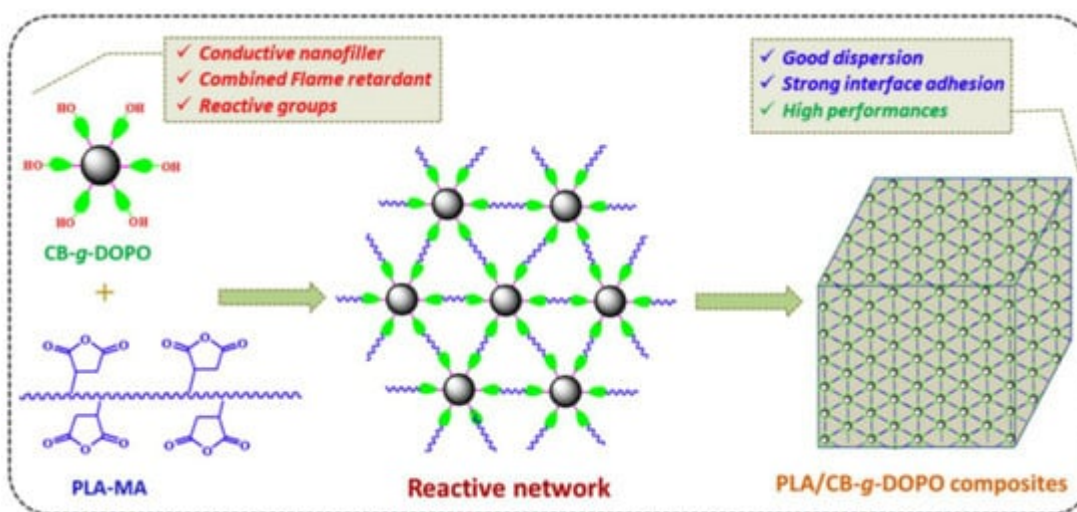 ✓ Conductive nanofiller
✓ Combined Flame retardant
✓ Reactive groups
✓ Good dispersion
✓ Strong interface adhesion
✓ High performances
HO
OH
HO
OH
HO
OH
CB-g-DOPO
+
O
O
O
O
O
O
O
O
O
O
O
O
PLA-MA
Reactive network
PLA/CB-g-DOPO composites